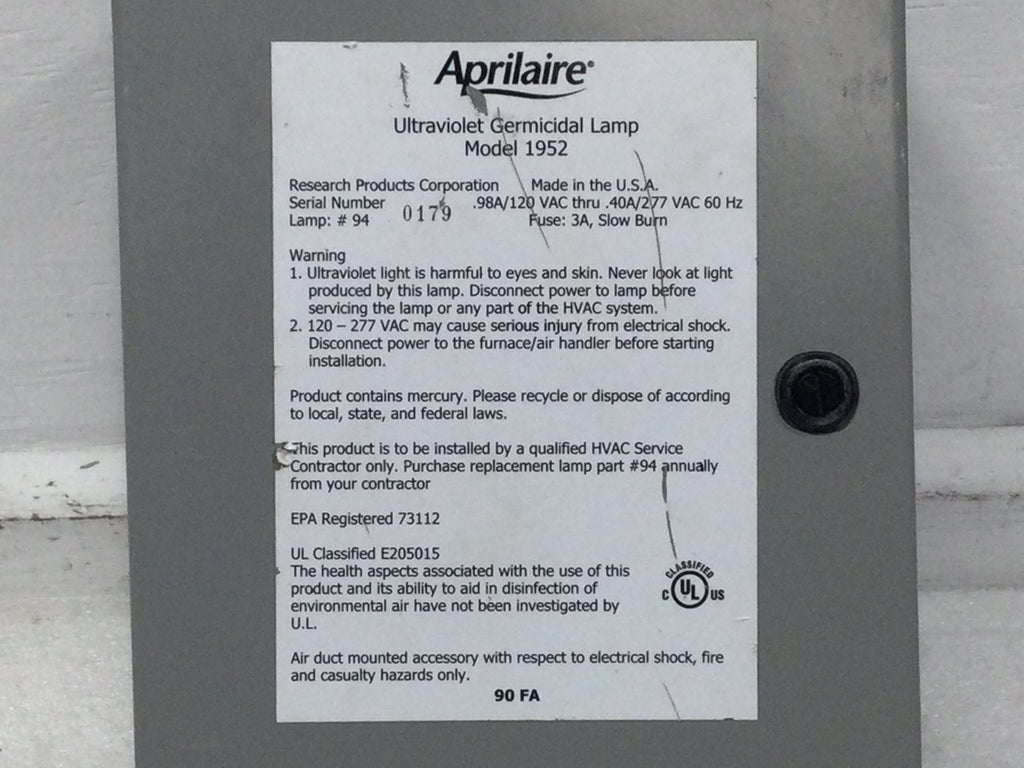 Aprilaire®
Ultraviolet Germicidal Lamp
Model 1952
Research Products Corporation Made in the U.S.A.
Serial Number .98A/120 VAC thru .40A/277 VAC 60 Hz
Lamp: # 94 0179 Fuse: 3A, Slow Burn
Warning
1. Ultraviolet light is harmful to eyes and skin. Never look at light
produced by this lamp. Disconnect power to lamp before
servicing the lamp or any part of the HVAC system.
2. 120 – 277 VAC may cause serious injury from electrical shock.
Disconnect power to the furnace/air handler before starting
installation.
Product contains mercury. Please recycle or dispose of according
to local, state, and federal laws.
This product is to be installed by a qualified HVAC Service
Contractor only. Purchase replacement lamp part #94 annually
from your contractor
EPA Registered 73112
UL Classified E205015
The health aspects associated with the use of this
product and its ability to aid in disinfection of
environmental air have not been investigated by
U.L.
CLASSIFIED
C UL US
Air duct mounted accessory with respect to electrical shock, fire
and casualty hazards only.
90 FA